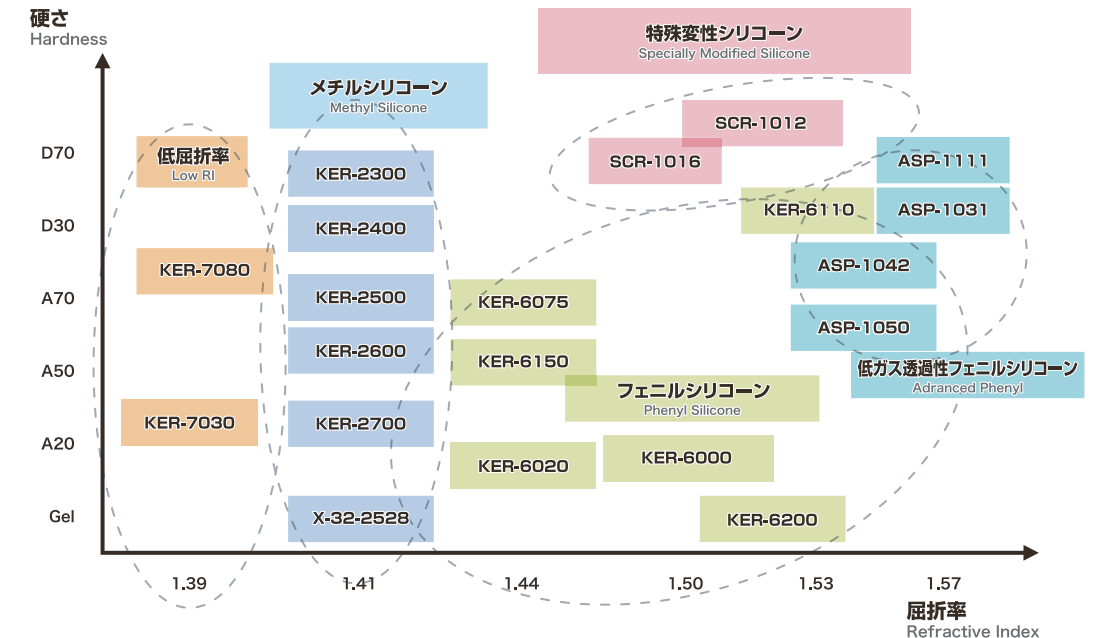 硬さ
Hardness
特殊変性シリコーン
Specially Modified Silicone
メチルシリコーン
Methyl Silicone
SCR-1012
D70
低屈折率
Low RI
SCR-1016
ASP-1111
KER-2300
D30
KER-2400
KER-6110
ASP-1031
KER-7080
ASP-1042
A70
KER-2500
KER-6075
ASP-1050
A50
KER-2600
KER-6150
低ガス透過性フェニルシリコーン
Adranced Phenyl
フェニルシリコーン
Phenyl Silicone
KER-7030
KER-2700
A20
KER-6020
KER-6000
Gel
X-32-2528
KER-6200
1.39
1.41
1.44
1.50
1.53
1.57
屈折率
Refractive Index